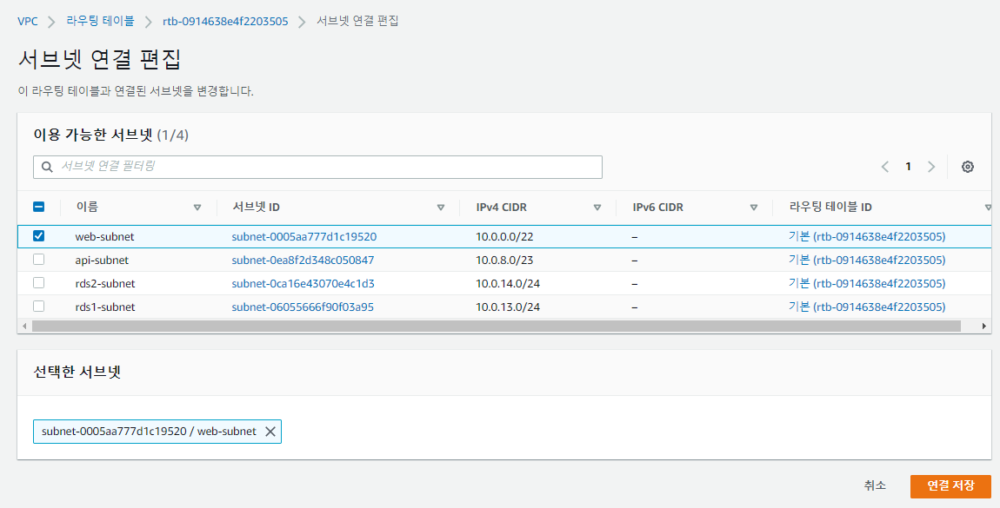 VPC > 라우팅 테이블 > rtb-0914638e4f2203505 > 서브넷 연결 편집
서브넷 연결 편집
이 라우팅 테이블과 연결된 서브넷을 변경합니다.
이용 가능한 서브넷 (1/4)
서브넷 연결 필터링
1
이름 서브넷 ID IPv4 CIDR IPv6 CIDR 라우팅 테이블 ID
web-subnet subnet-0005aa777d1c19520 10.0.0.0/22 – 기본 (rtb-0914638e4f2203505)
api-subnet subnet-0ea8f2d348c050847 10.0.8.0/23 – 기본 (rtb-0914638e4f2203505)
rds2-subnet subnet-0ca16e43070e4c1d3 10.0.14.0/24 – 기본 (rtb-0914638e4f2203505)
rds1-subnet subnet-06055666f90f03a95 10.0.13.0/24 – 기본 (rtb-0914638e4f2203505)
선택한 서브넷
subnet-0005aa777d1c19520 / web-subnet
취소 연결 저장